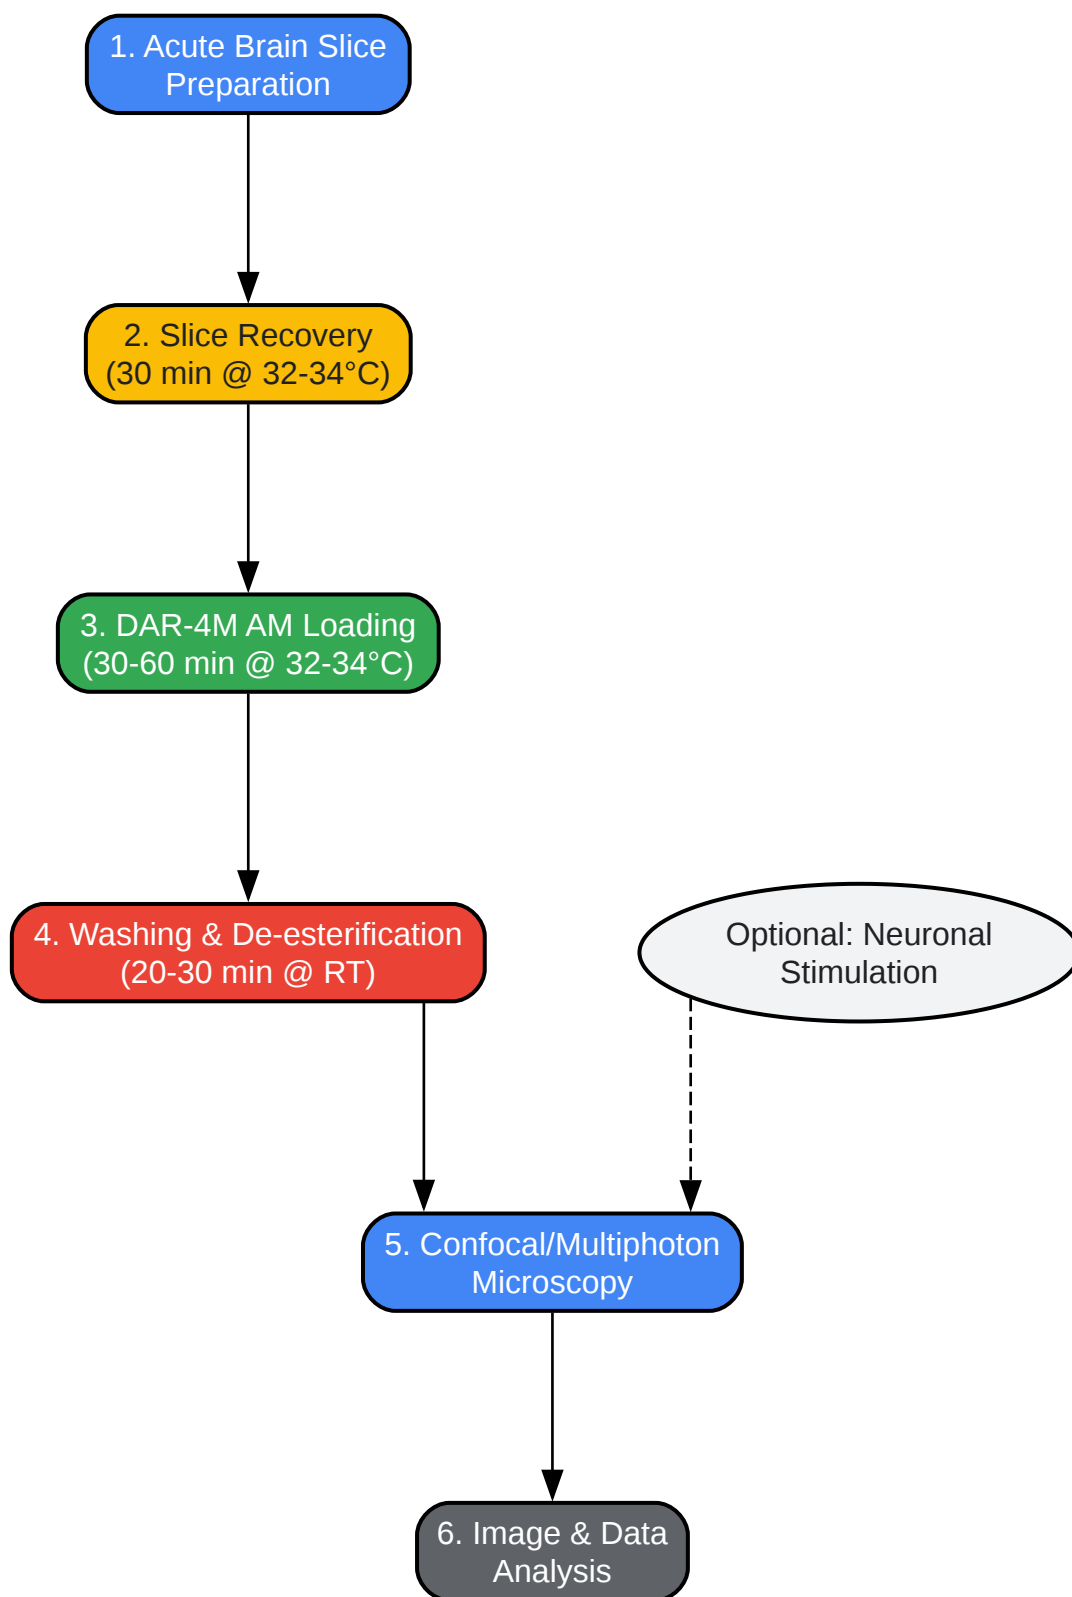 1. Acute Brain Slice
Preparation
2. Slice Recovery
(30 min @ 32-34°C)
3. DAR-4M AM Loading
(30-60 min @ 32-34°C)
4. Washing & De-esterification
(20-30 min @ RT)
Optional: Neuronal
Stimulation
5. Confocal/Multiphoton
Microscopy
6. Image & Data
Analysis